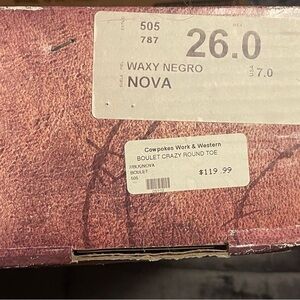 505
787
26.0
WAXY NEGRO
7.0
NOVA
Cowpokes Work & Western
BOULET CRAZY ROUND TOE
BOULET
505
$119.99